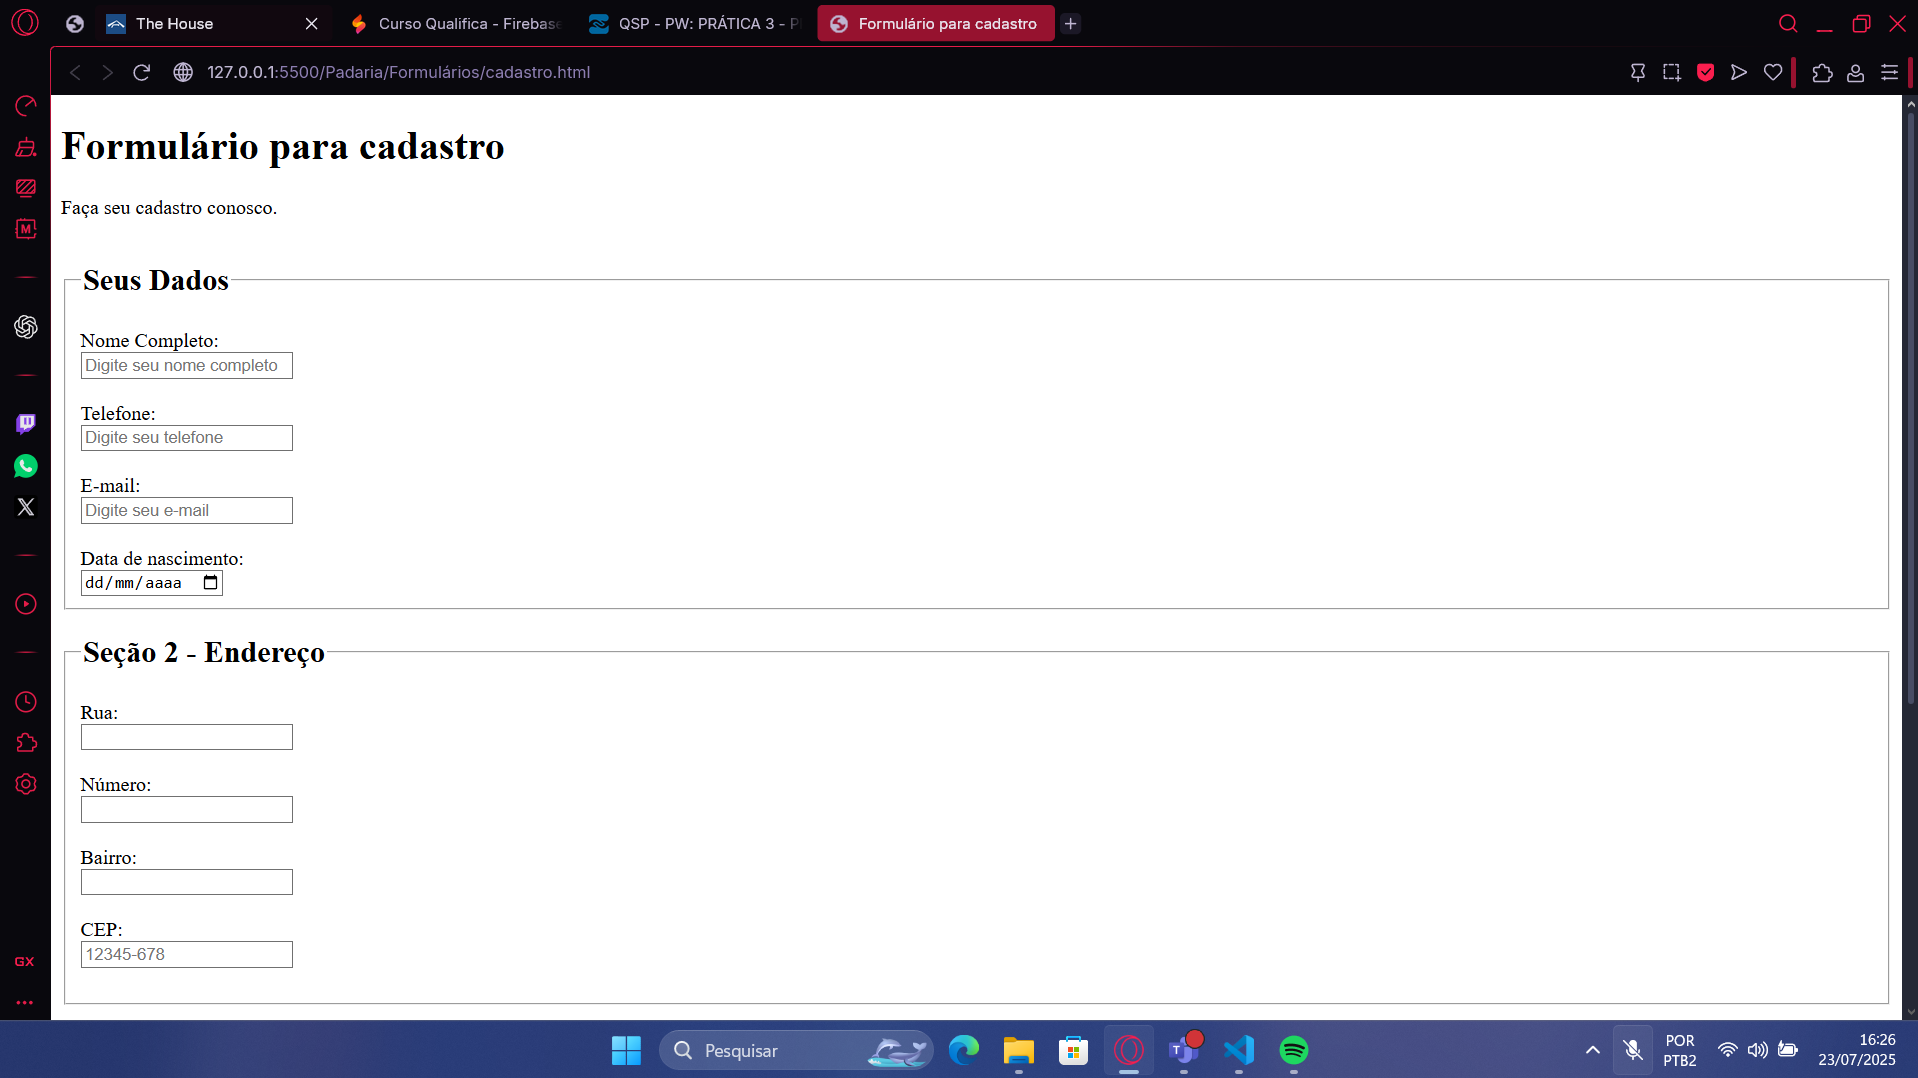 The House
Curso Qualifica - Firebase
QSP - PW: PRÁTICA 3 - P
Formulário para cadastro
127.0.0.1:5500/Padaria/Formulários/cadastro.html
M
Formulário para cadastro
Faça seu cadastro conosco.
Seus Dados
Nome Completo:
Digite seu nome completo
Telefone:
Digite seu telefone
E-mail:
Digite seu e-mail
Data de nascimento:
dd/mm/aaaa
Seção 2 - Endereço
Rua:
Número:
Bairro:
CEP:
12345-678
GX
Pesquisar
T
POR
PTB2
16:26
23/07/2025